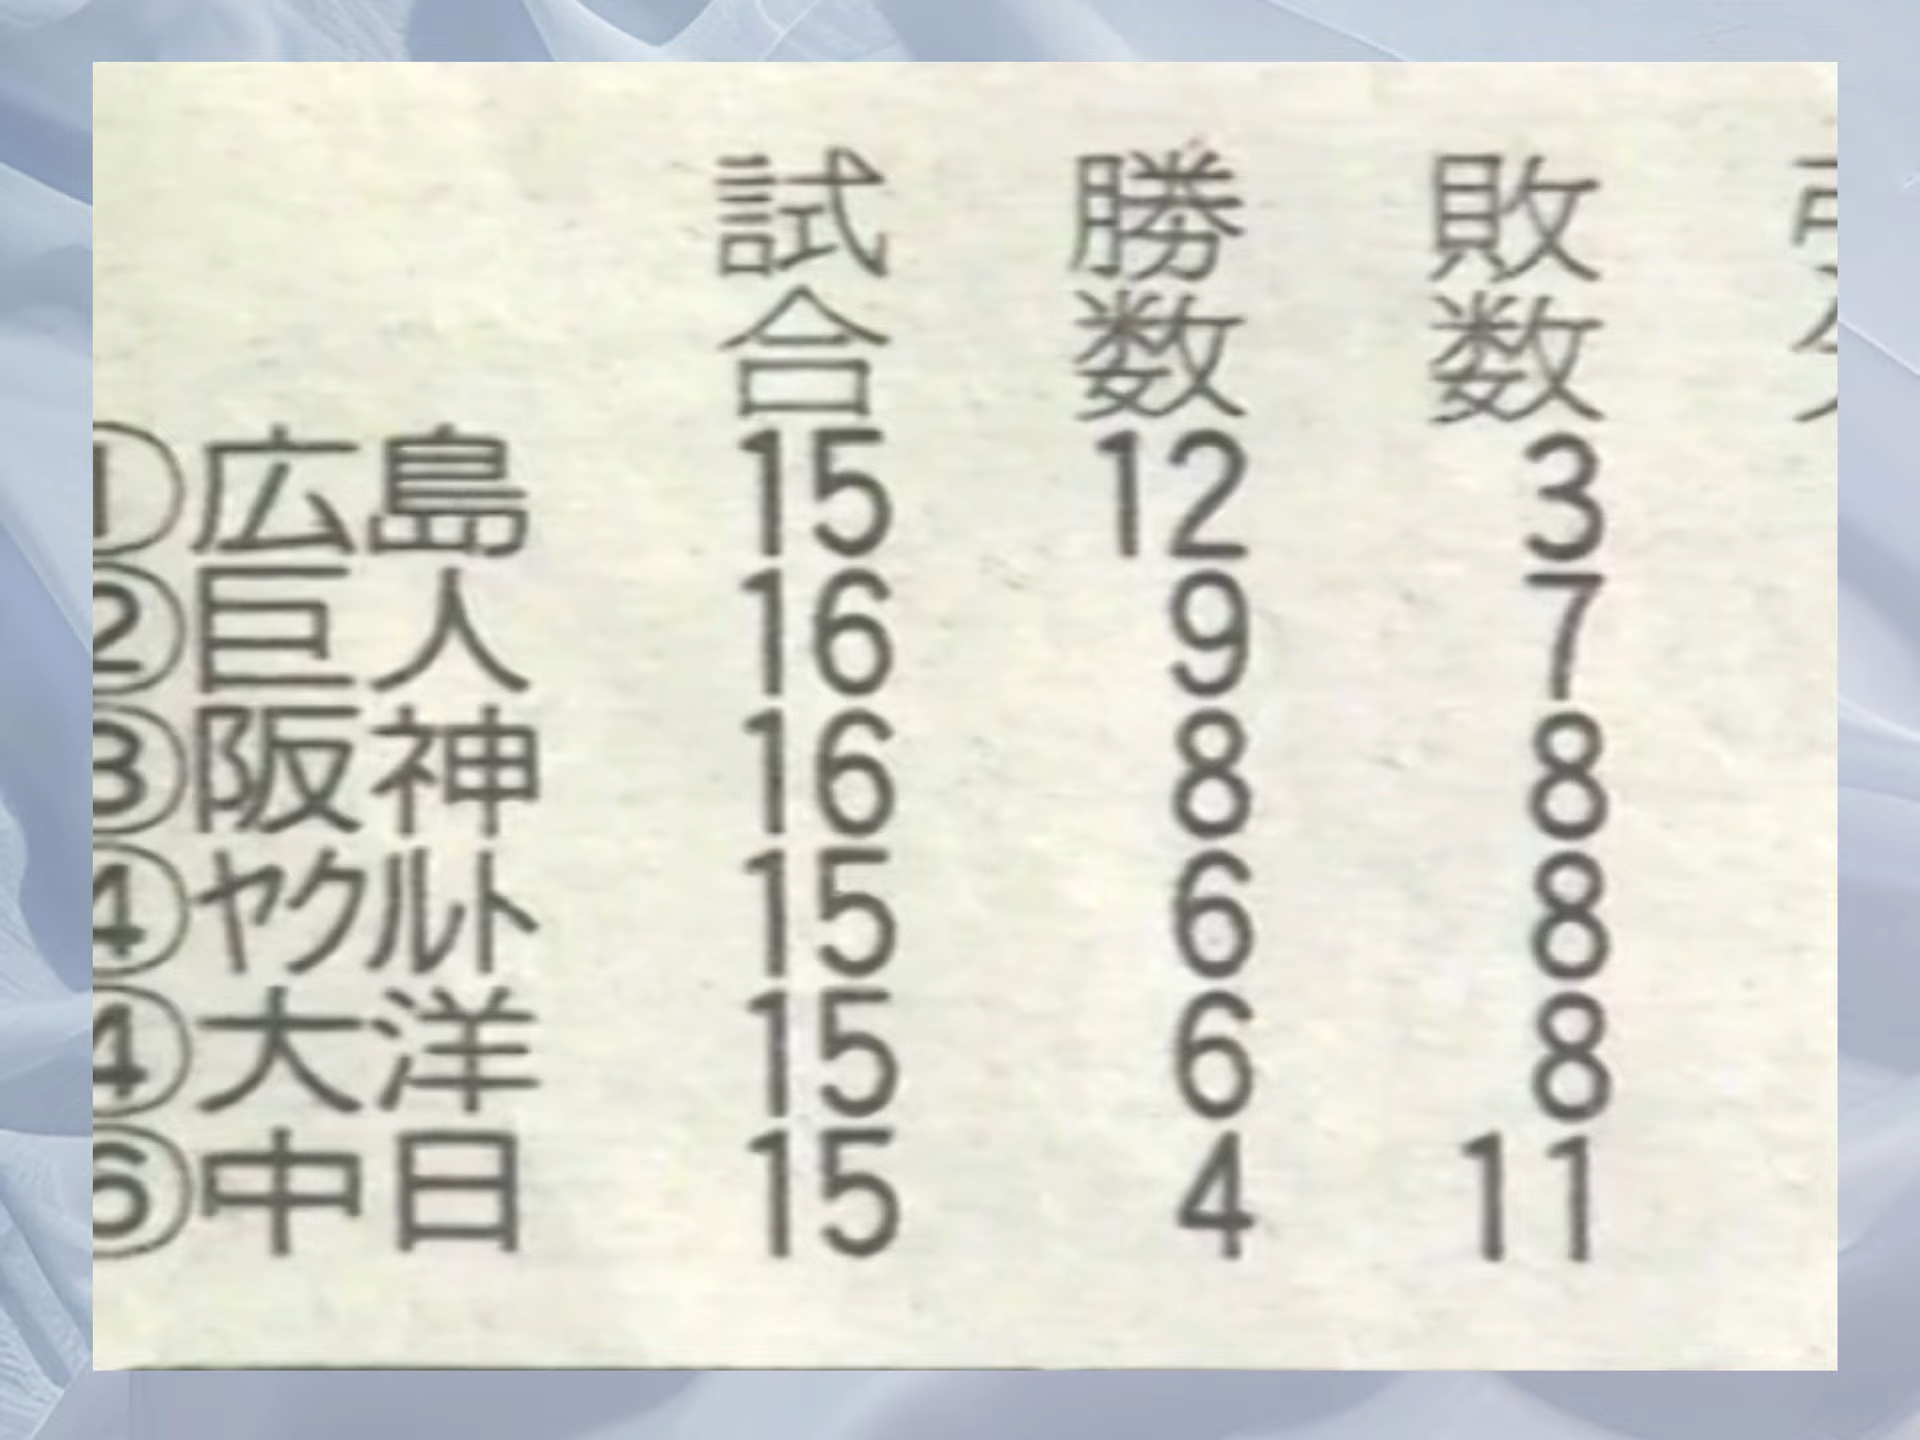 試合 勝数 敗数
①広島 15 12 3
②巨人 16 9 7
③阪神 16 8 8
④ヤクルト 15 6 8
④大洋 15 6 8
⑥中日 15 4 11